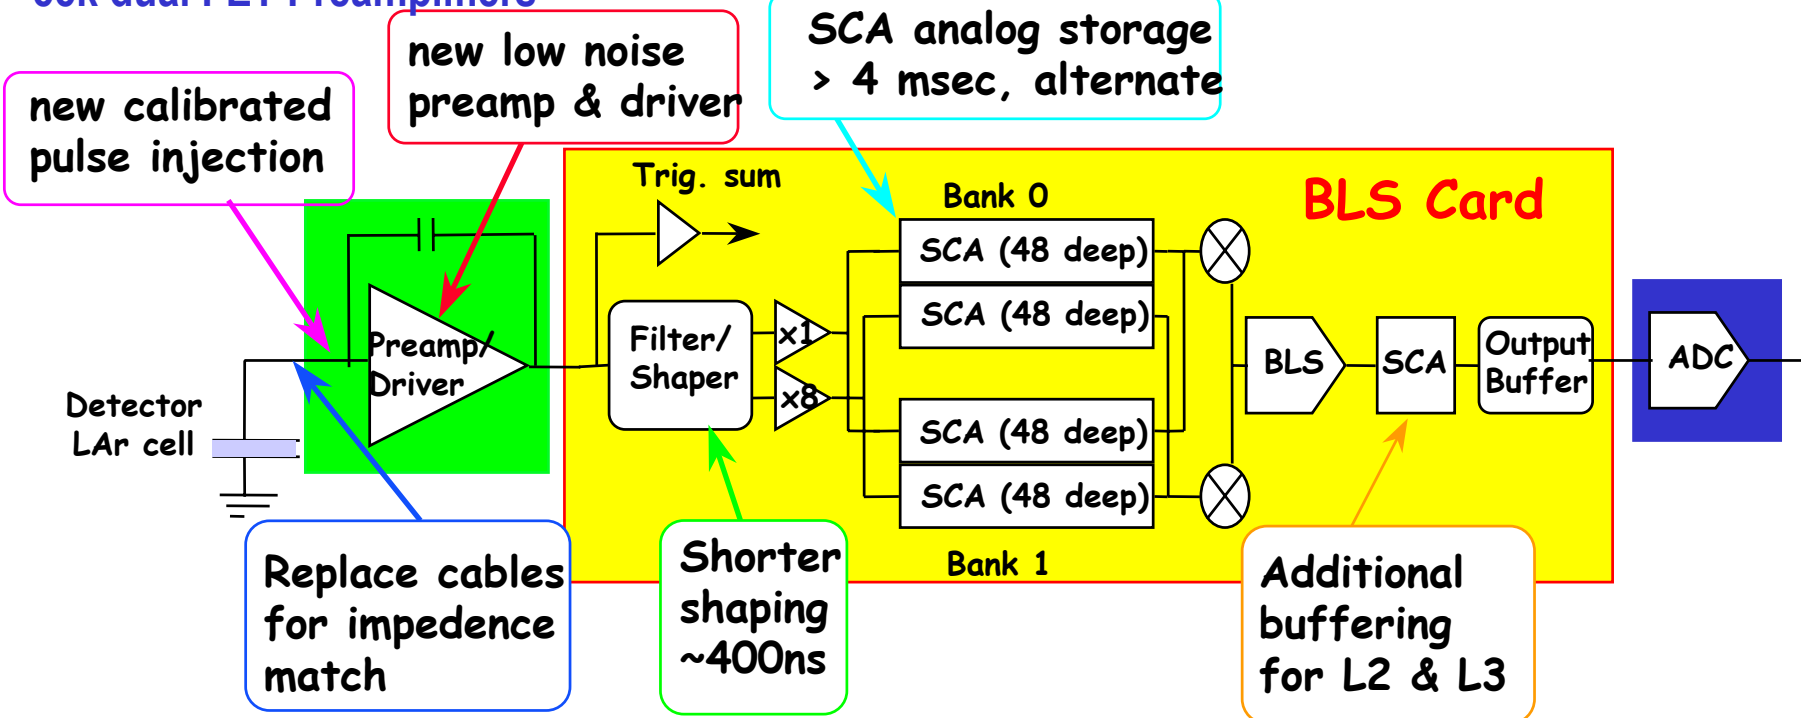 new low noise
preamp & driver
SCA analog storage
> 4 msec, alternate
new calibrated
pulse injection
Trig. sum
Bank 0
BLS Card
SCA (48 deep)
SCA (48 deep)
Filter/
Shaper
x1
x8
Preamp/
Driver
BLS
SCA
Output
Buffer
ADC
Detector
LAr cell
SCA (48 deep)
SCA (48 deep)
Bank 1
Replace cables
for impedence
match
Shorter
shaping
~400ns
Additional
buffering
for L2 & L3